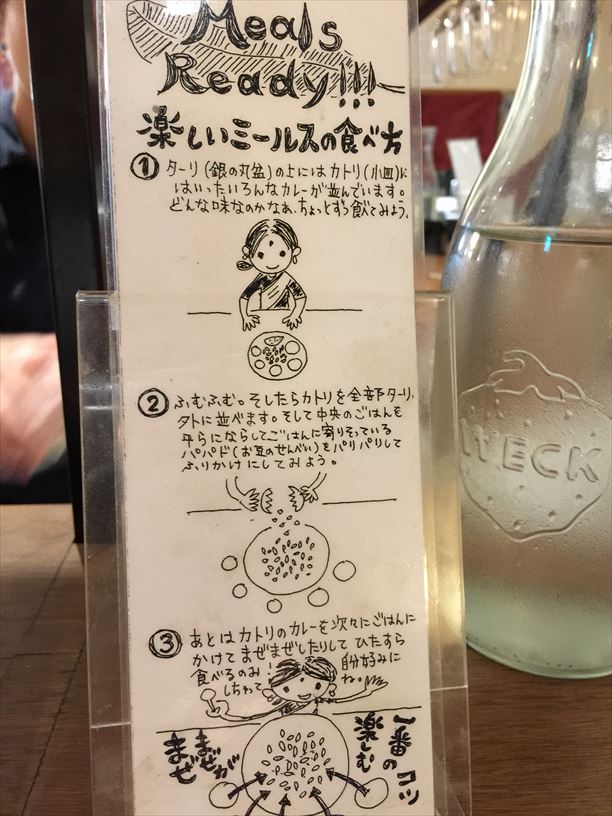 Meals
Ready!!!
楽しいミールスの食べ方
① ターリ(銀の丸盆)の上にはカトリ(小皿)に
はいったいろんなカレーが並んでいます。
どんな味なのかなあ、ちょっとずつ飲てみよう。
② ふむふむ。そしたらカトリを全部ターリ、
外に並べます。そして中央のごはんを
平らにならしてごはんに寄りそっている
パパド(お豆のせんべい)をパリパリして
ふりかけにしてみよう。
③ あとはカトリのカレーを次々にごはんに
かけてまぜまぜしたりしてひたすら
食べるのみ!
自分好みに
しちゃってね。
まぜまぜが
一番の楽しむコツ
WECK